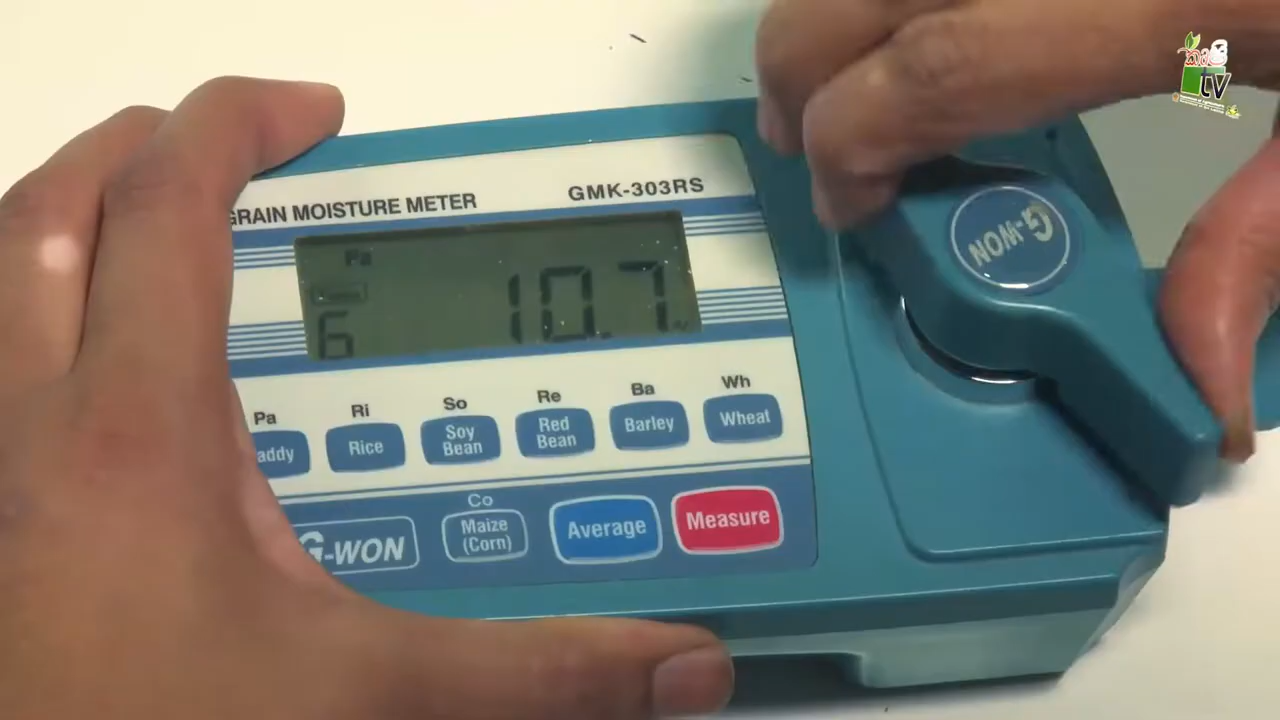 කෘෂි
tv
GRAIN MOISTURE METER
GMK-303RS
Pa
10.7
6
Pa
Ri
So
Re
Ba
Wh
addy
Rice
Soy
Bean
Red
Bean
Barley
Wheat
Co
G-WON
Maize
(Corn)
Average
Measure
G-WON